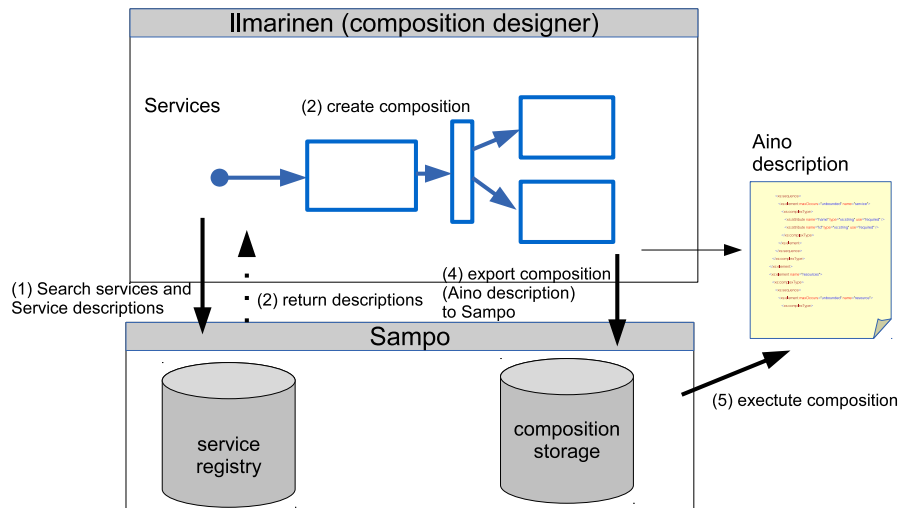 Ilmarinen (composition designer)
Services
(2) create composition
Aino
description
(1) Search services and
Service descriptions
(2) return descriptions
(4) export composition
(Aino description)
to Sampo
Sampo
(5) exectute composition
service
registry
composition
storage